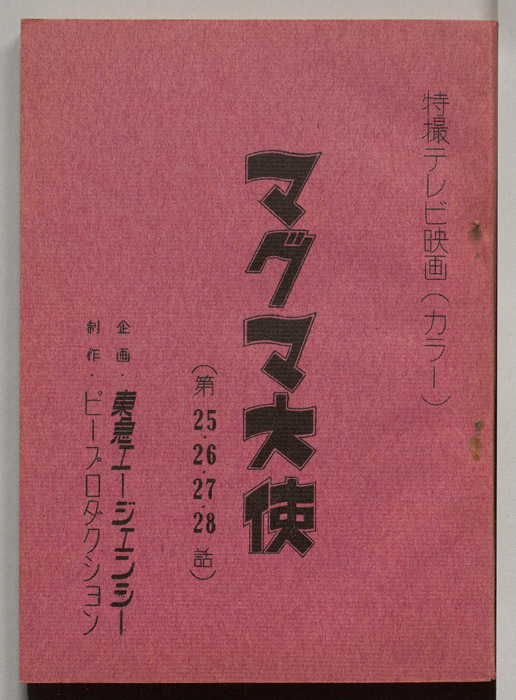 特撮テレビ映画(カラー)
マグマ大使
(第25・26・27・28話)
企画・東急エージェンシー
制作・ピープロダクション